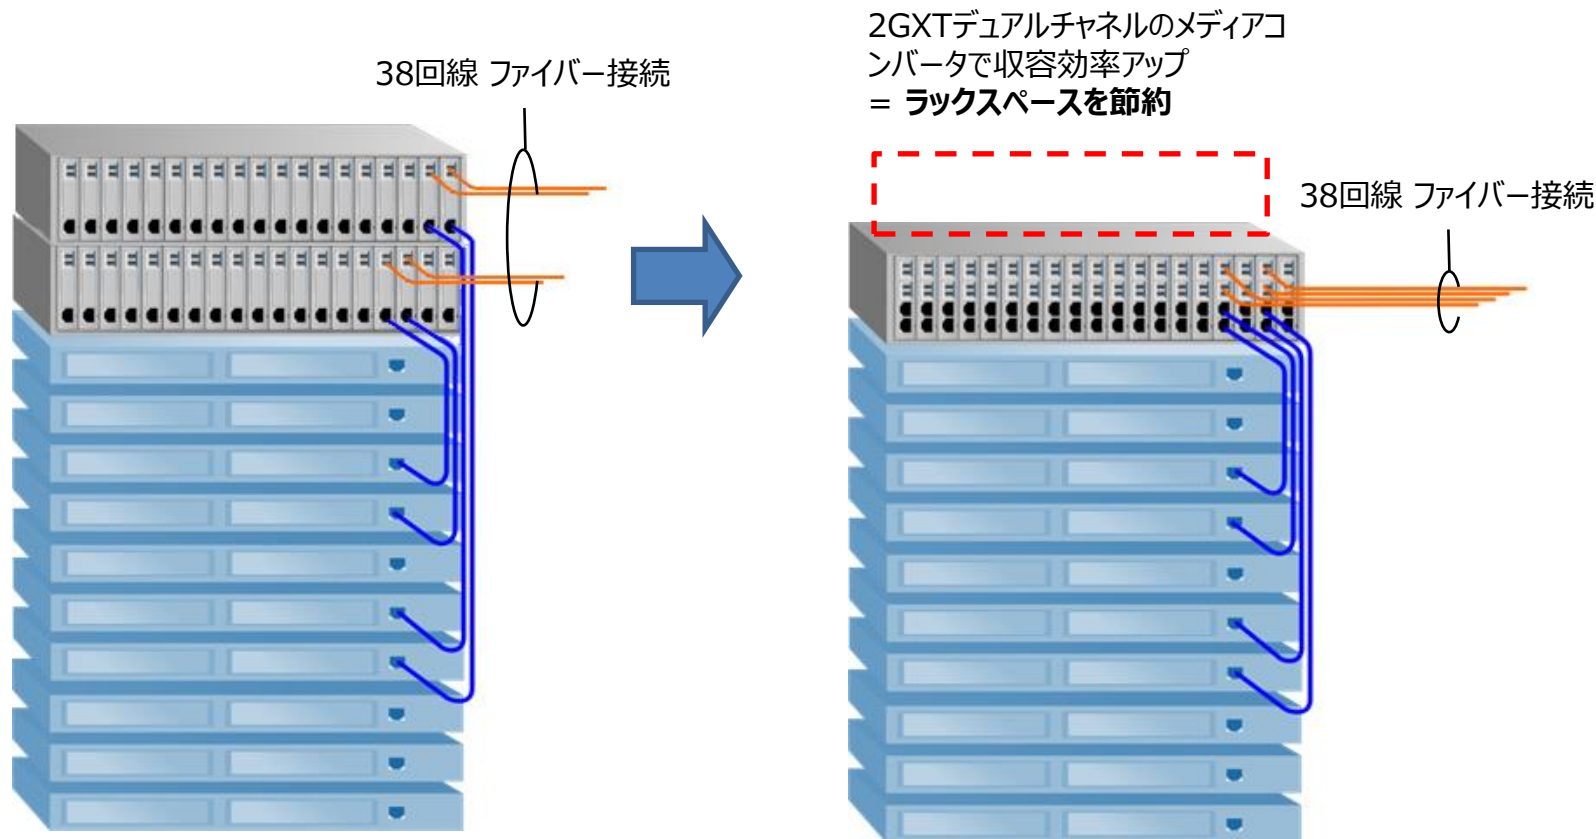 38回線 ファイバー接続
2GXTデュアルチャネルのメディアコ
ンバータで収容効率アップ
= ラックスペースを節約
38回線 ファイバー接続